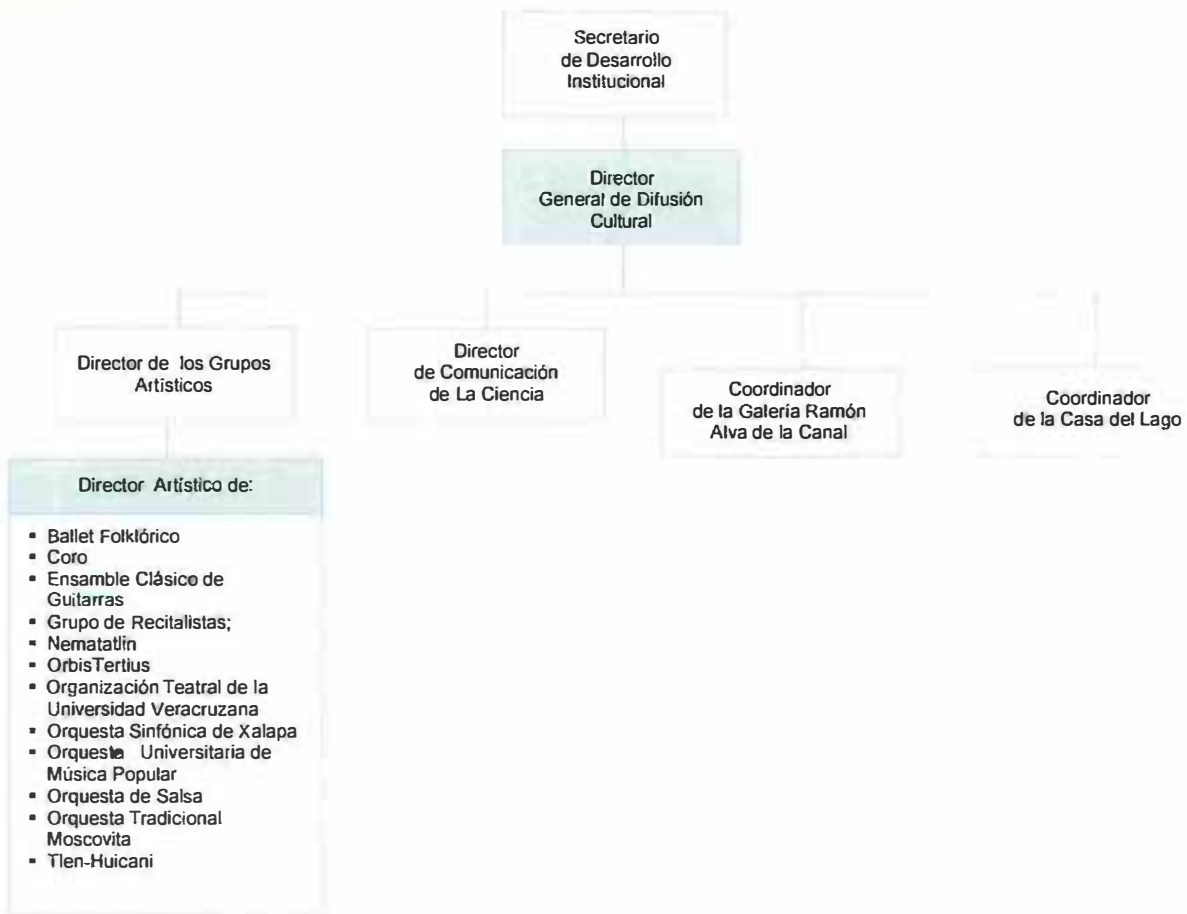 Secretario
de Desarrollo
Institucional
Director
General de Difusión
Cultural
Director de los Grupos
Artísticos
Director
de Comunicación
de La Ciencia
Coordinador
de la Galería Ramón
Alva de la Canal
Coordinador
de la Casa del Lago
Director Artístico de:
▪ Ballet Folklórico
▪ Coro
▪ Ensamble Clásico de
Guitarras
▪ Grupo de Recitalistas;
▪ Nematatlín
▪ OrbisTertius
▪ Organización Teatral de la
Universidad Veracruzana
▪ Orquesta Sinfónica de Xalapa
▪ Orquesta Universitaria de
Música Popular
▪ Orquesta de Salsa
▪ Orquesta Tradicional
Moscovita
▪ Tlen-Huicani